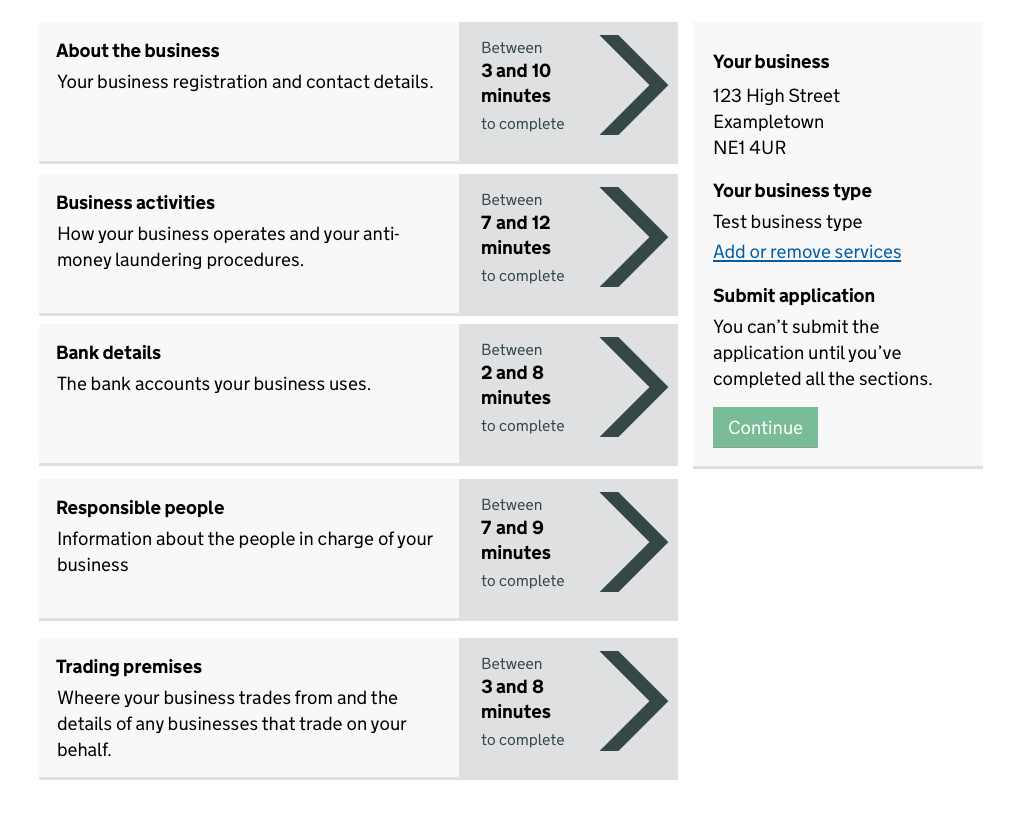 About the business
Your business registration and contact details.
Between
3 and 10
minutes
to complete
Business activities
How your business operates and your anti-
money laundering procedures.
Between
7 and 12
minutes
to complete
Bank details
The bank accounts your business uses.
Between
2 and 8
minutes
to complete
Responsible people
Information about the people in charge of your
business
Between
7 and 9
minutes
to complete
Trading premises
Wheere your business trades from and the
details of any businesses that trade on your
behalf.
Between
3 and 8
minutes
to complete
Your business
123 High Street
Exampletown
NE1 4UR
Your business type
Test business type
Add or remove services
Submit application
You can’t submit the
application until you’ve
completed all the sections.
Continue